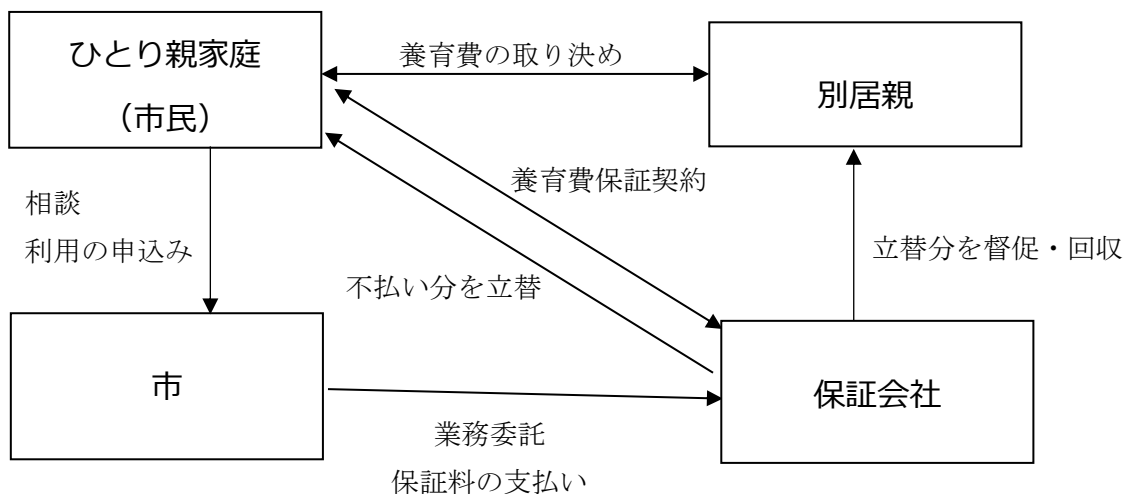 ひとり親家庭
（市民）
養育費の取り決め
別居親
養育費保証契約
相談
利用の申込み
立替分を督促・回収
不払い分を立替
市
保証会社
業務委託
保証料の支払い